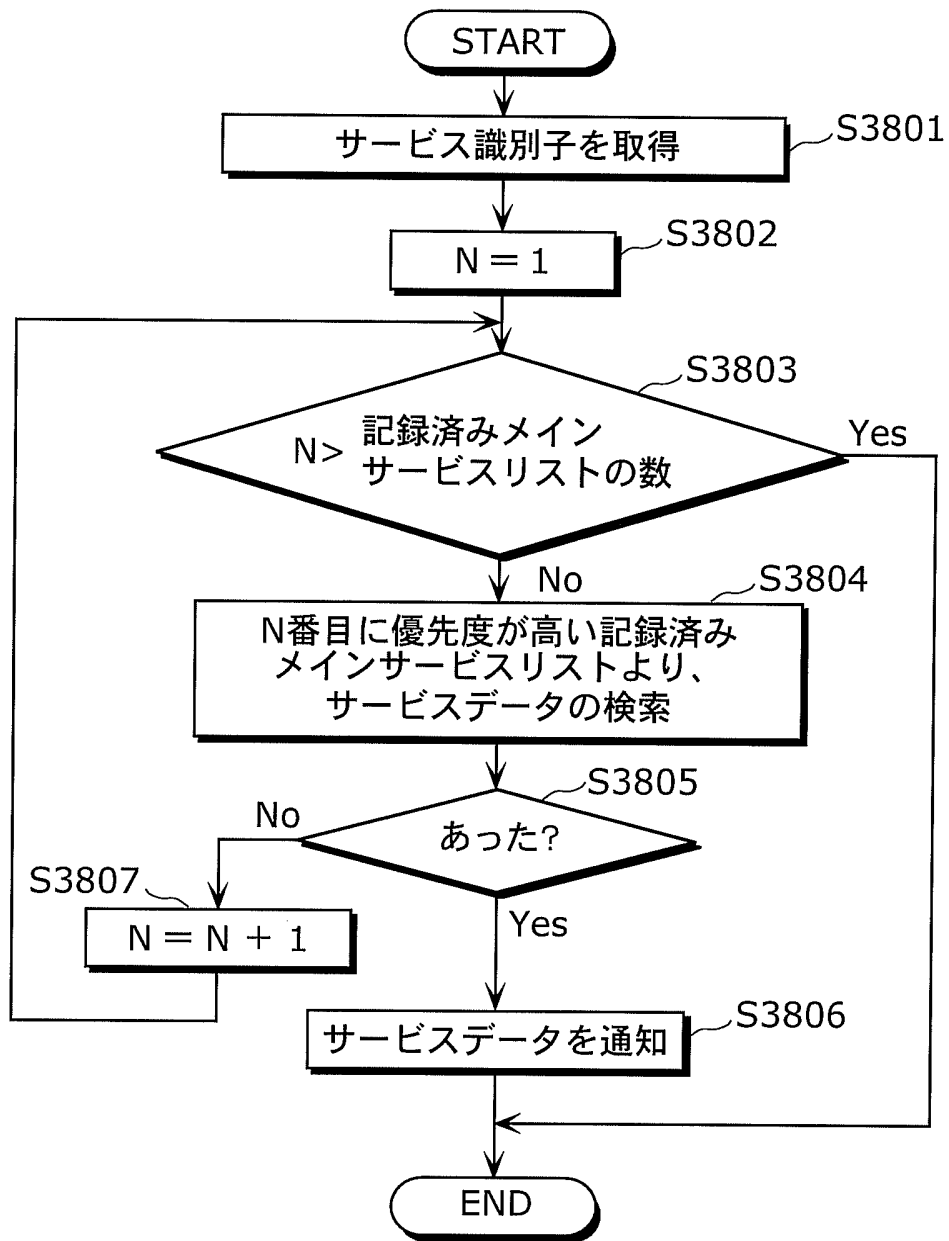 START
サービス識別子を取得
S3801
N = 1
S3802
S3803
N> 記録済みメイン
サービスリストの数
Yes
No
S3804
N番目に優先度が高い記録済み
メインサービスリストより、
サービスデータの検索
S3805
あった?
No
S3807
N = N + 1
Yes
S3806
サービスデータを通知
END